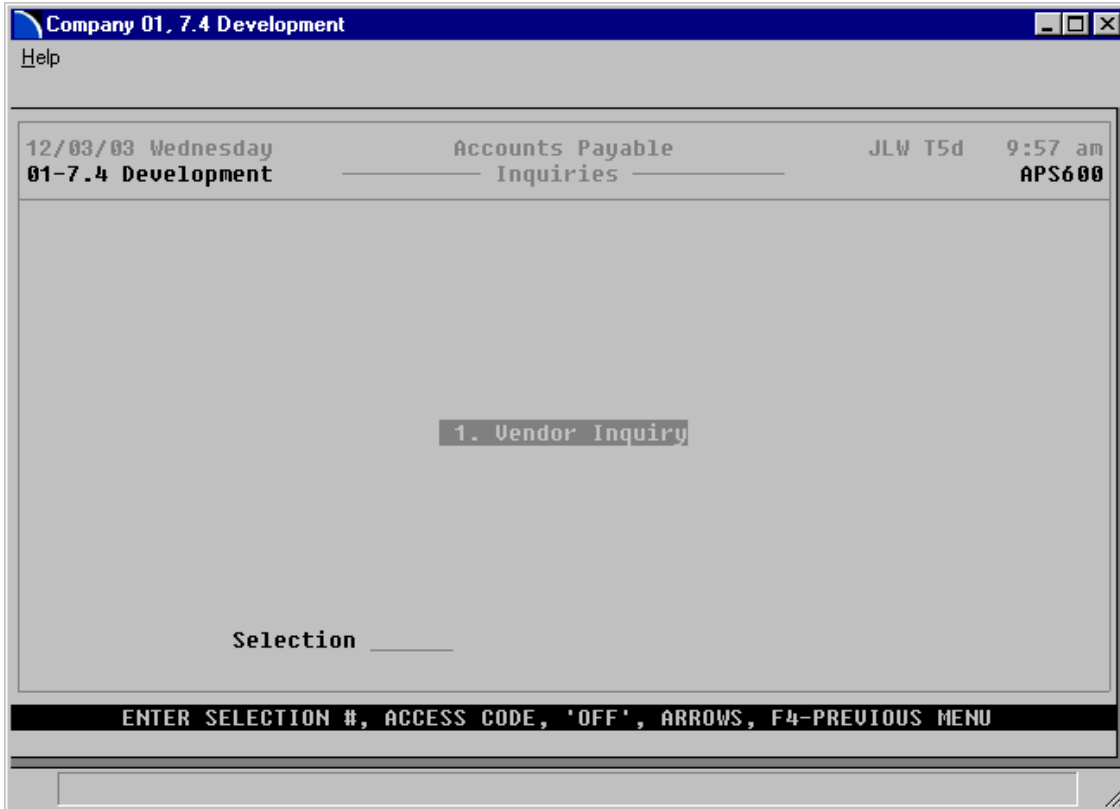 Company 01, 7.4 Development
Help
12/03/03 Wednesday Accounts Payable JLW T5d 9:57 am
01-7.4 Development Inquiries APS600
1. Vendor Inquiry
Selection ______
ENTER SELECTION #, ACCESS CODE, 'OFF', ARROWS, F4-PREVIOUS MENU